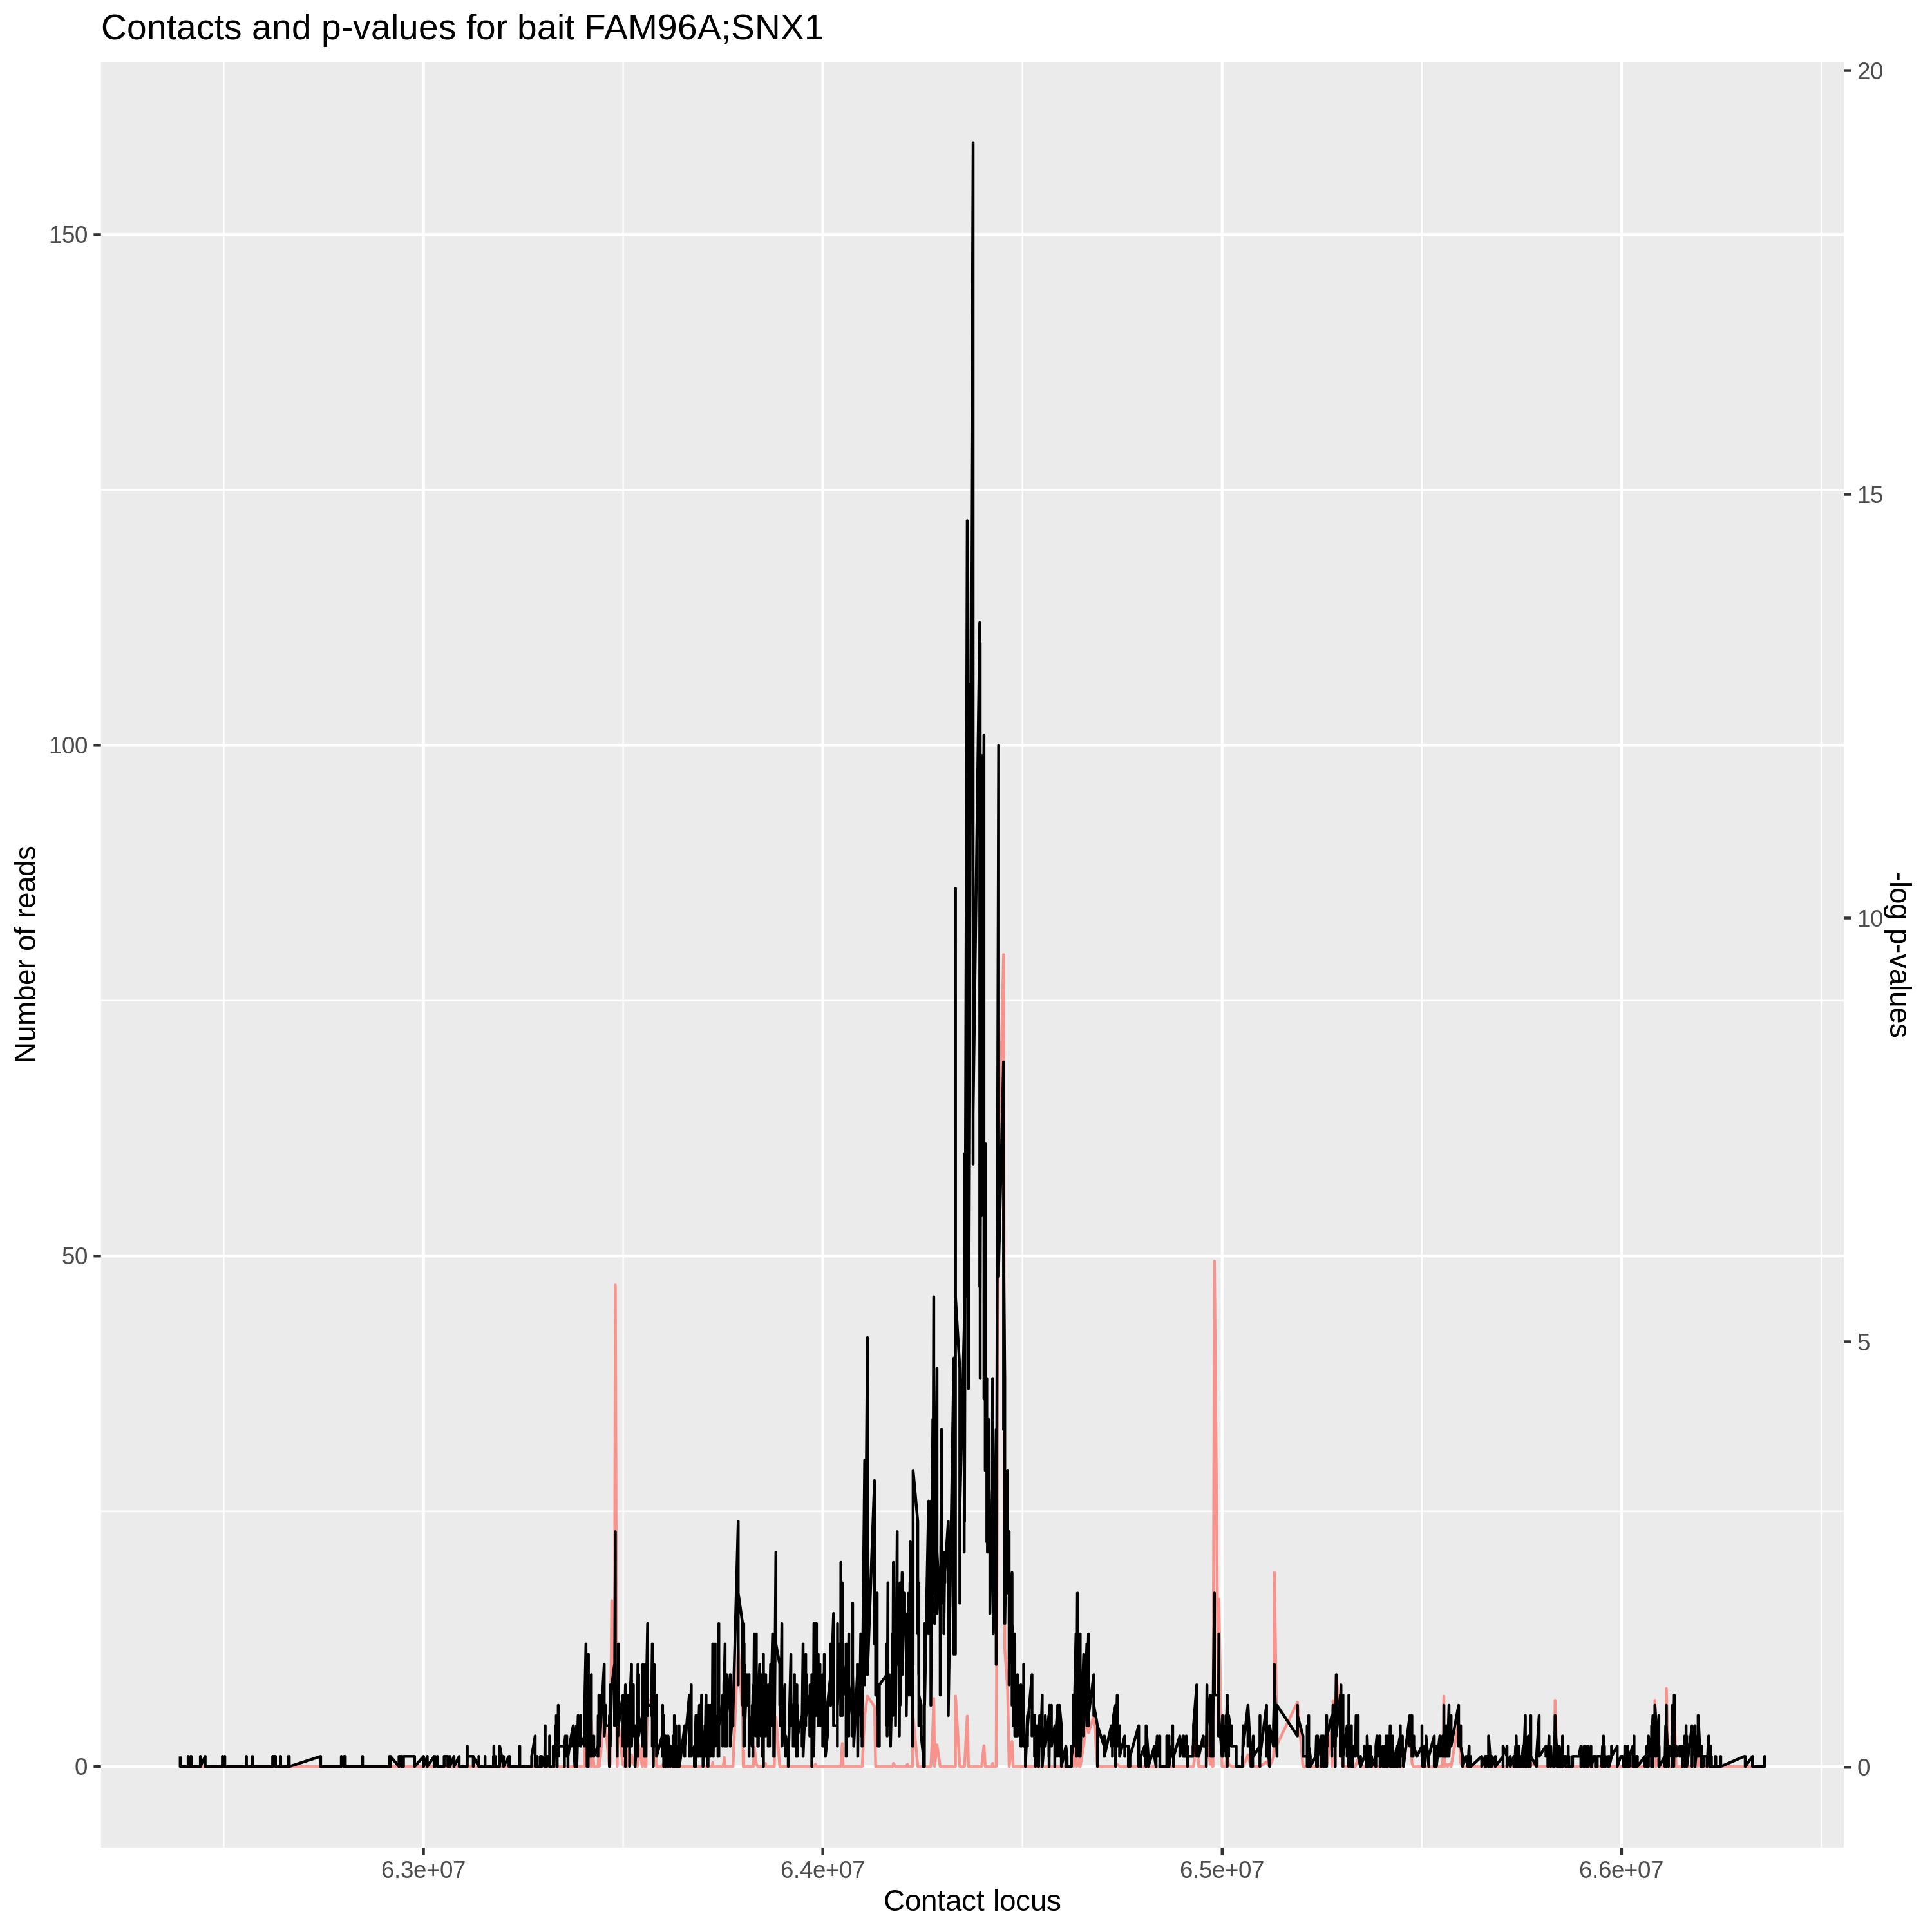 Contacts and p-values for bait FAM96A;SNX1
20
150
15
100
10
Number of reads
-log p-values
50
5
0
0
6.3e+07
6.4e+07
6.5e+07
6.6e+07
Contact locus